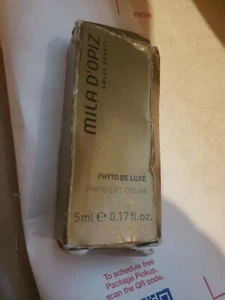 MILA D'OPIZ
SWISS BEAUTY
PHYTO DE LUXE
PHYTO LIFT CREAM
5ml e 0.17fl.oz.
To schedule free
Package Pickup,
scan the QR code.